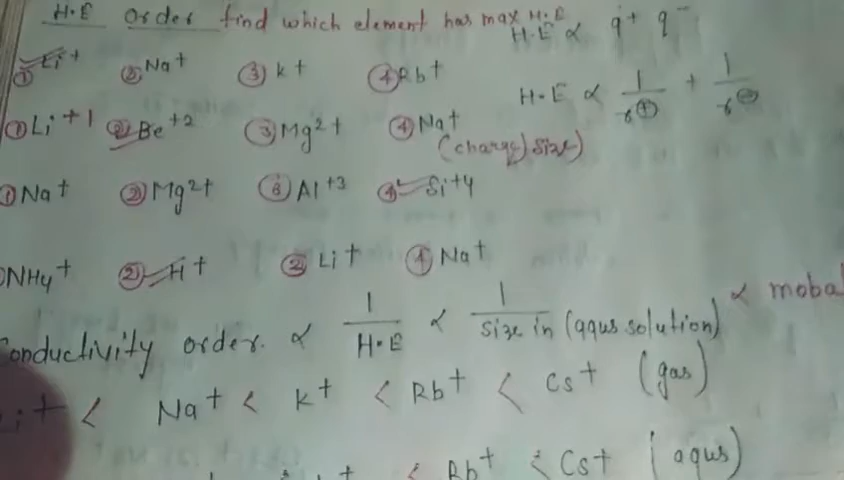 H.E order find which element has max H.E
H.E ∝ q+ q-
① Li+ ② Na+ ③ K+ ④ Rb+
H.E ∝ 1/r⊕ + 1/r⊖
① Li+1 ② Be+2 ③ Mg2+ ④ Na+
(charge) size)
① Na+ ② Mg2+ ③ Al+3 ④ Si+4
NH4+ ② H+ ② Li+ ④ Na+
Conductivity order. ∝ 1/H.E ∝ 1/size in (aqus solution) ∝ mobal
Li+ < Na+ < K+ < Rb+ < Cs+ (gas)
< Rb+ < Cs+ (aqus)